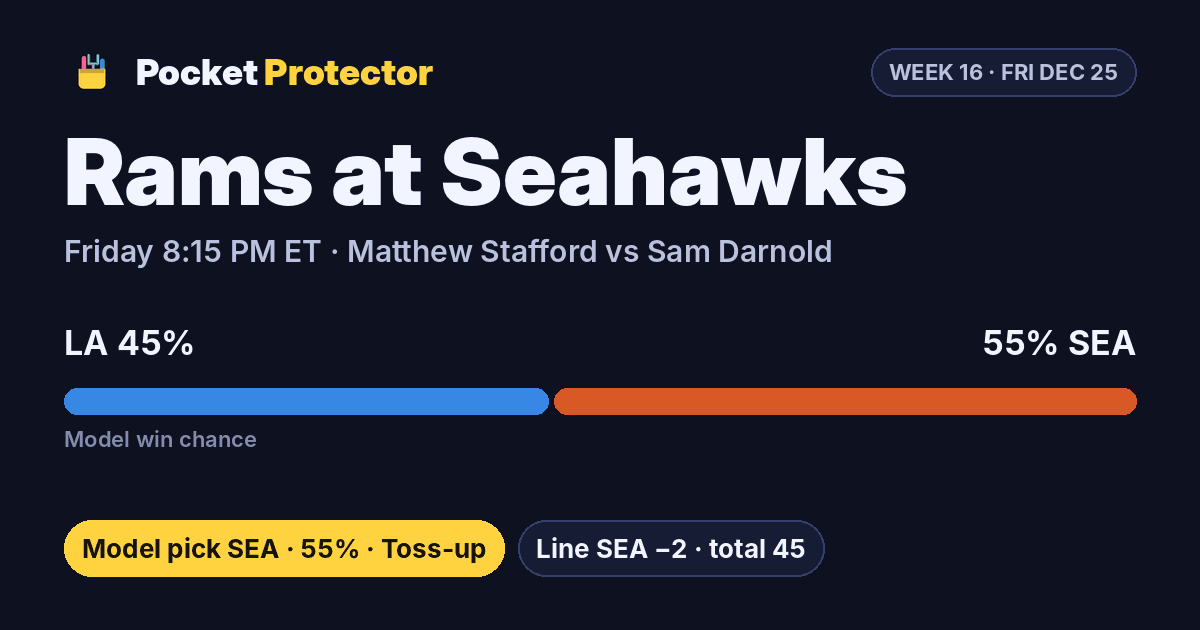 Pocket Protector
WEEK 16 · FRI DEC 25
Rams at Seahawks
Friday 8:15 PM ET · Matthew Stafford vs Sam Darnold
LA 45%
55% SEA
Model win chance
Model pick SEA · 55% · Toss-up
Line SEA −2 · total 45